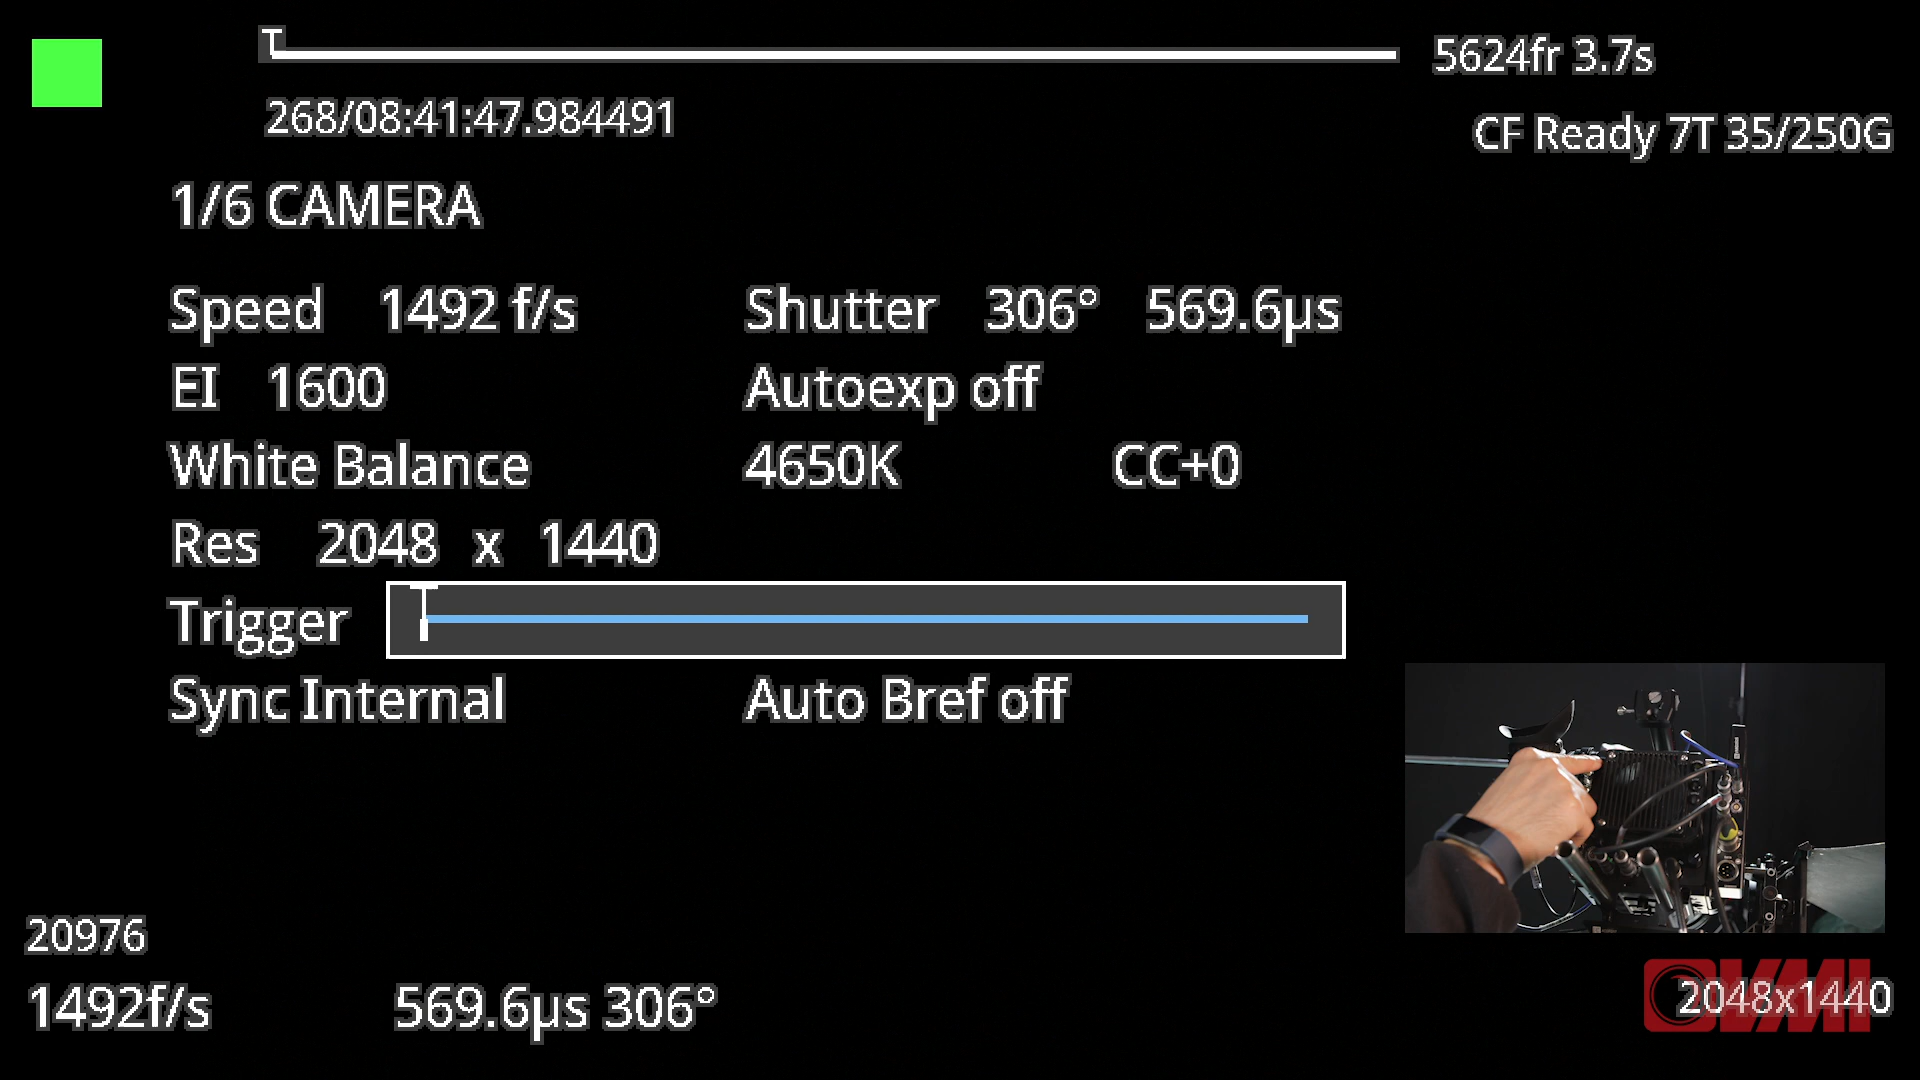 T
5624fr 3.7s
268/08:41:47.984491
CF Ready 7T 35/250G
1/6 CAMERA
Speed 1492 f/s Shutter 306° 569.6µs
EI 1600 Autoexp off
White Balance 4650K CC+0
Res 2048 x 1440
Trigger T
Sync Internal Auto Bref off
20976
1492f/s 569.6µs 306° 2048x1440
VMI